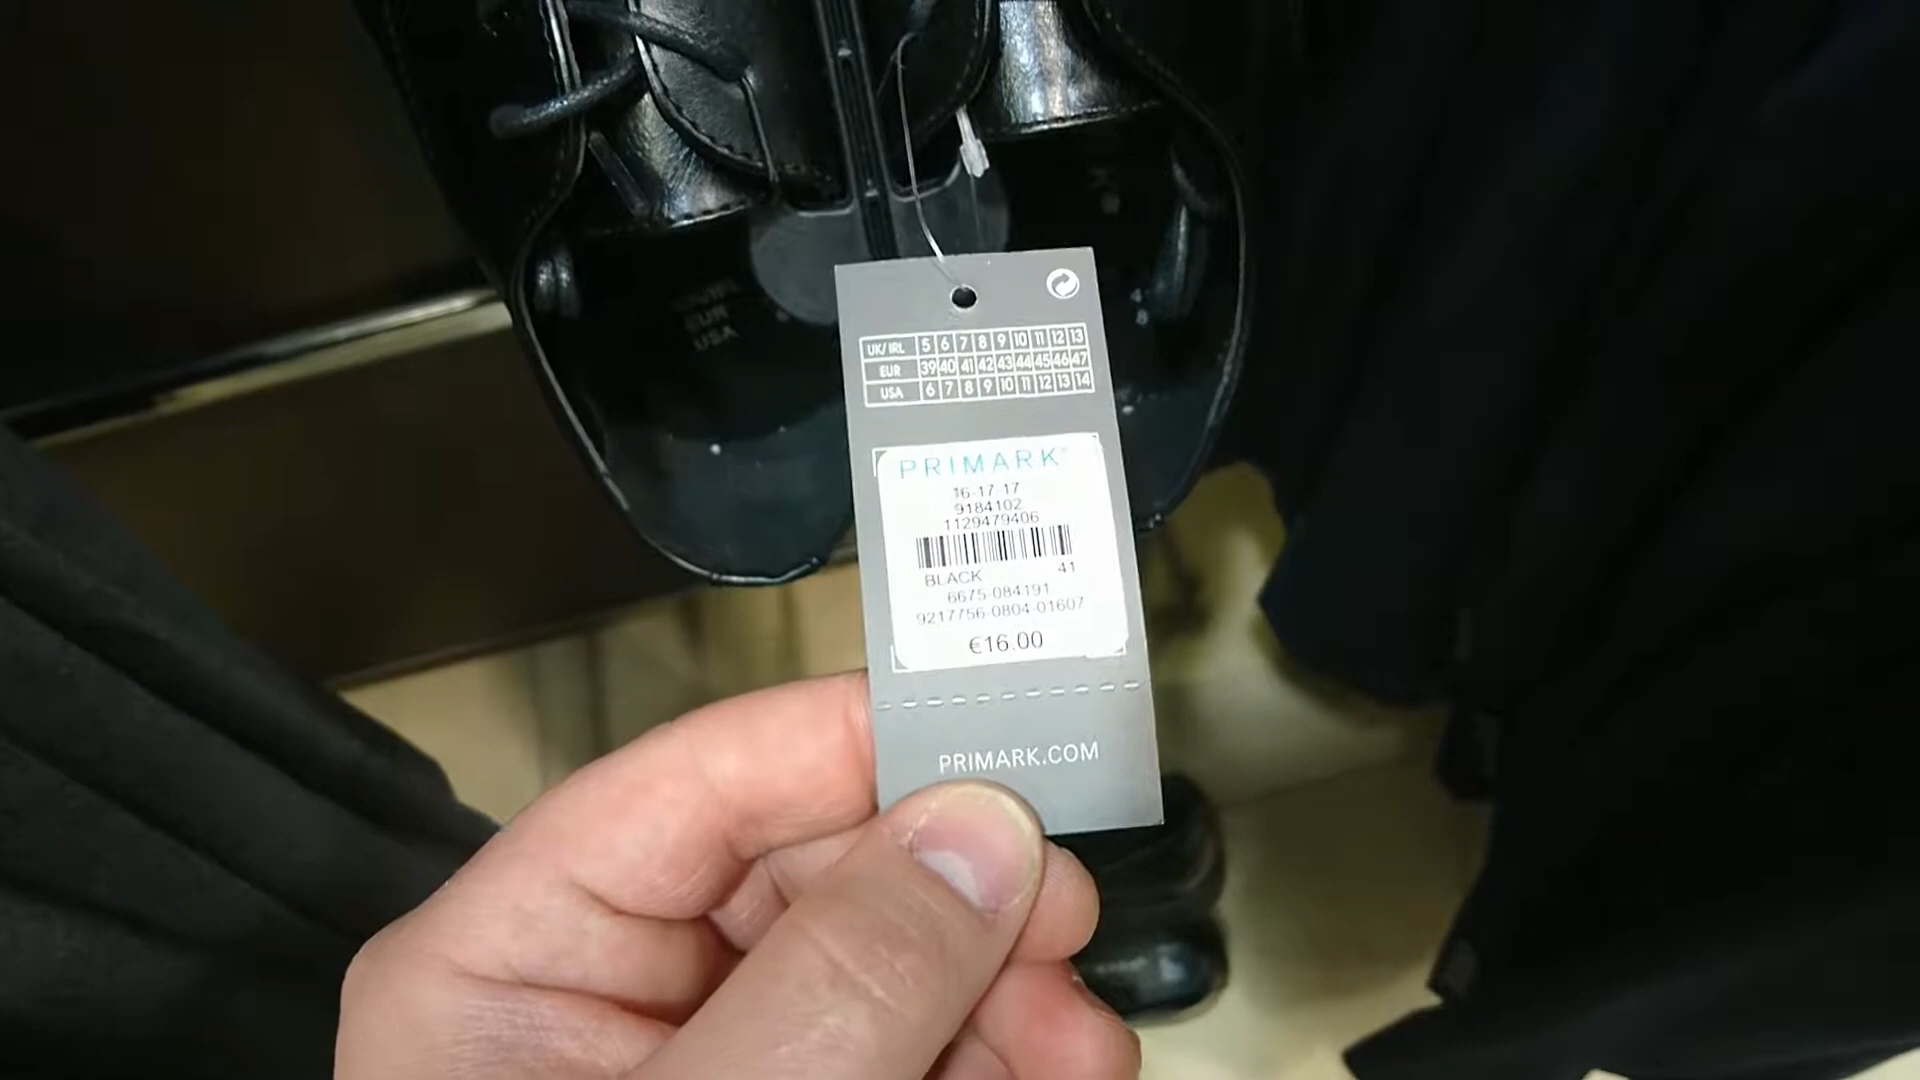 EUR
USA
UK/ IRL 5 6 7 8 9 10 11 12 13
EUR 39 40 41 42 43 44 45 46 47
USA 6 7 8 9 10 11 12 13 14
PRIMARK
16-17-17
9184102
1129479406
BLACK 41
6675-084191
9217756-0804-01607
€16.00
PRIMARK.COM